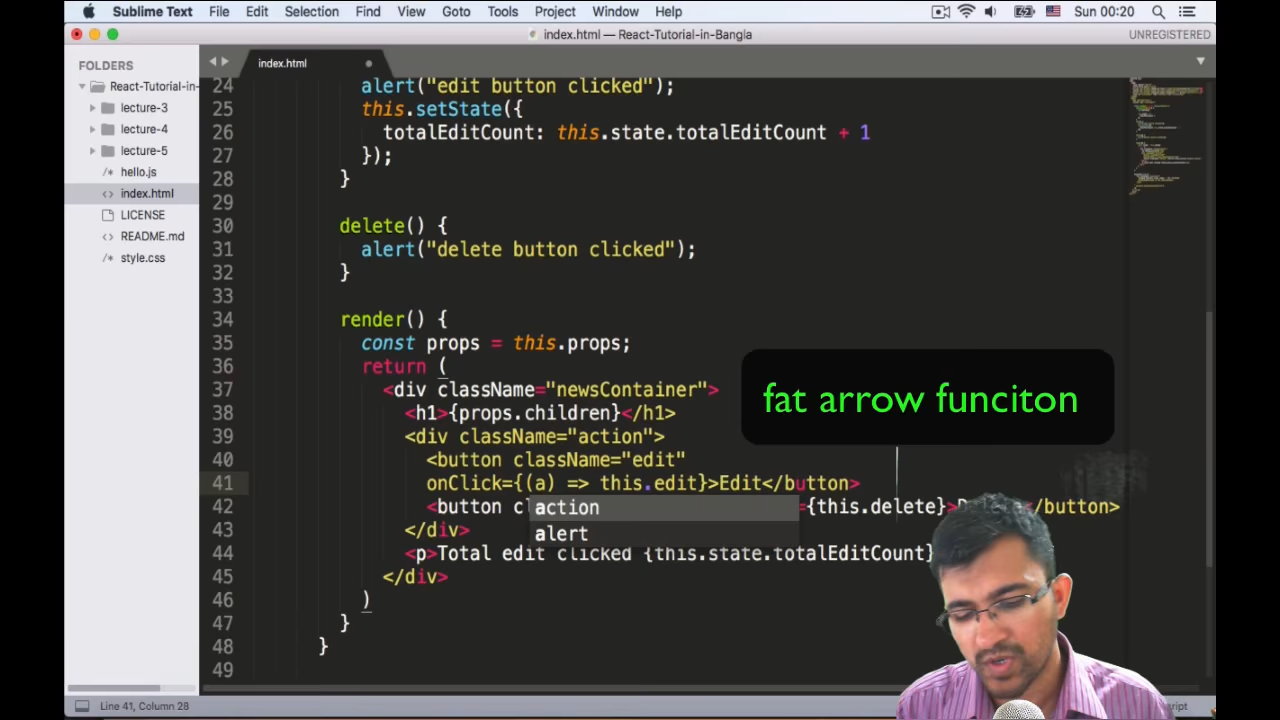 Sublime Text File Edit Selection Find View Goto Tools Project Window Help Sun 00:20
index.html — React-Tutorial-in-Bangla UNREGISTERED
FOLDERS
React-Tutorial-in-
lecture-3
lecture-4
lecture-5
hello.js
index.html
LICENSE
README.md
style.css
index.html
24 alert("edit button clicked");
25 this.setState({
26 totalEditCount: this.state.totalEditCount + 1
27 });
28 }
29
30 delete() {
31 alert("delete button clicked");
32 }
33
34 render() {
35 const props = this.props;
36 return (
37 <div className="newsContainer">
38 <h1>{props.children}</h1>
39 <div className="action">
40 <button className="edit"
41 onClick={(a) => this.edit}>Edit</button>
42 <button ={this.delete}> </button>
43 </div>
44 <p>Total edit clicked {this.state.totalEditCount}
45 </div>
46 )
47 }
48 }
49
action
alert
fat arrow funciton
Line 41, Column 28